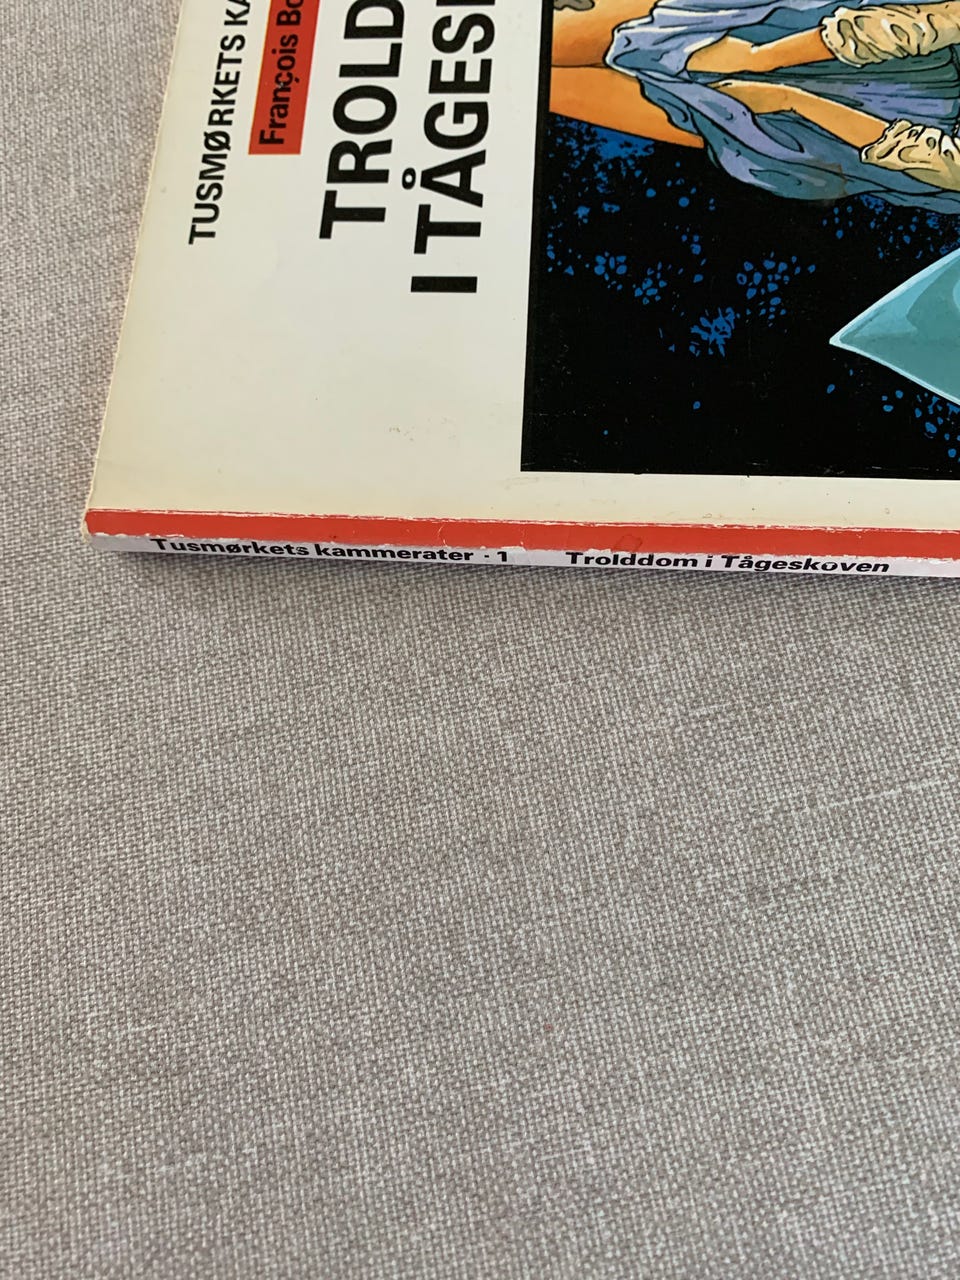 TUSMØRKETS KA
François Bo
TROLD
I TÅGES
Tusmørkets kammerater · 1 Trolddom i Tågeskoven